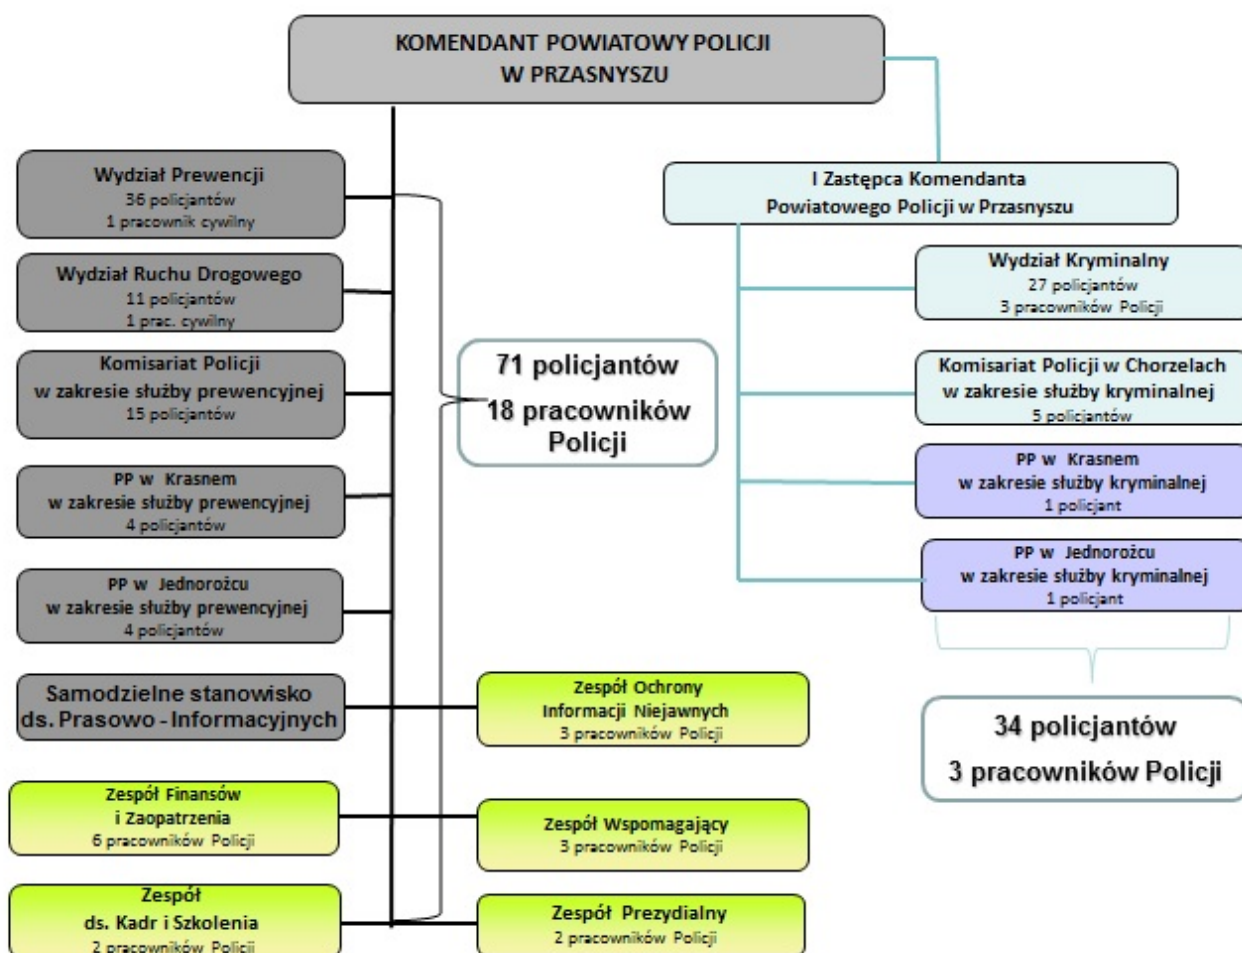 KOMENDANT POWIATOWY POLICJI
W PRZASNYSZU
Wydział Prewencji
36 policjantów
1 pracownik cywilny
Wydział Ruchu Drogowego
11 policjantów
1 prac. cywilny
Komisariat Policji
w zakresie służby prewencyjnej
15 policjantów
PP w Krasnem
w zakresie służby prewencyjnej
4 policjantów
PP w Jednorożcu
w zakresie służby prewencyjnej
4 policjantów
Samodzielne stanowisko
ds. Prasowo - Informacyjnych
Zespół Finansów
i Zaopatrzenia
6 pracowników Policji
Zespół
ds. Kadr i Szkolenia
2 pracowników Policji
71 policjantów
18 pracowników
Policji
Zespół Ochrony
Informacji Niejawnych
3 pracowników Policji
Zespół Wspomagający
3 pracowników Policji
Zespół Prezydialny
2 pracowników Policji
I Zastępca Komendanta
Powiatowego Policji w Przasnyszu
Wydział Kryminalny
27 policjantów
3 pracowników Policji
Komisariat Policji w Chorzelach
w zakresie służby kryminalnej
5 policjantów
PP w Krasnem
w zakresie służby kryminalnej
1 policjant
PP w Jednorożcu
w zakresie służby kryminalnej
1 policjant
34 policjantów
3 pracowników Policji